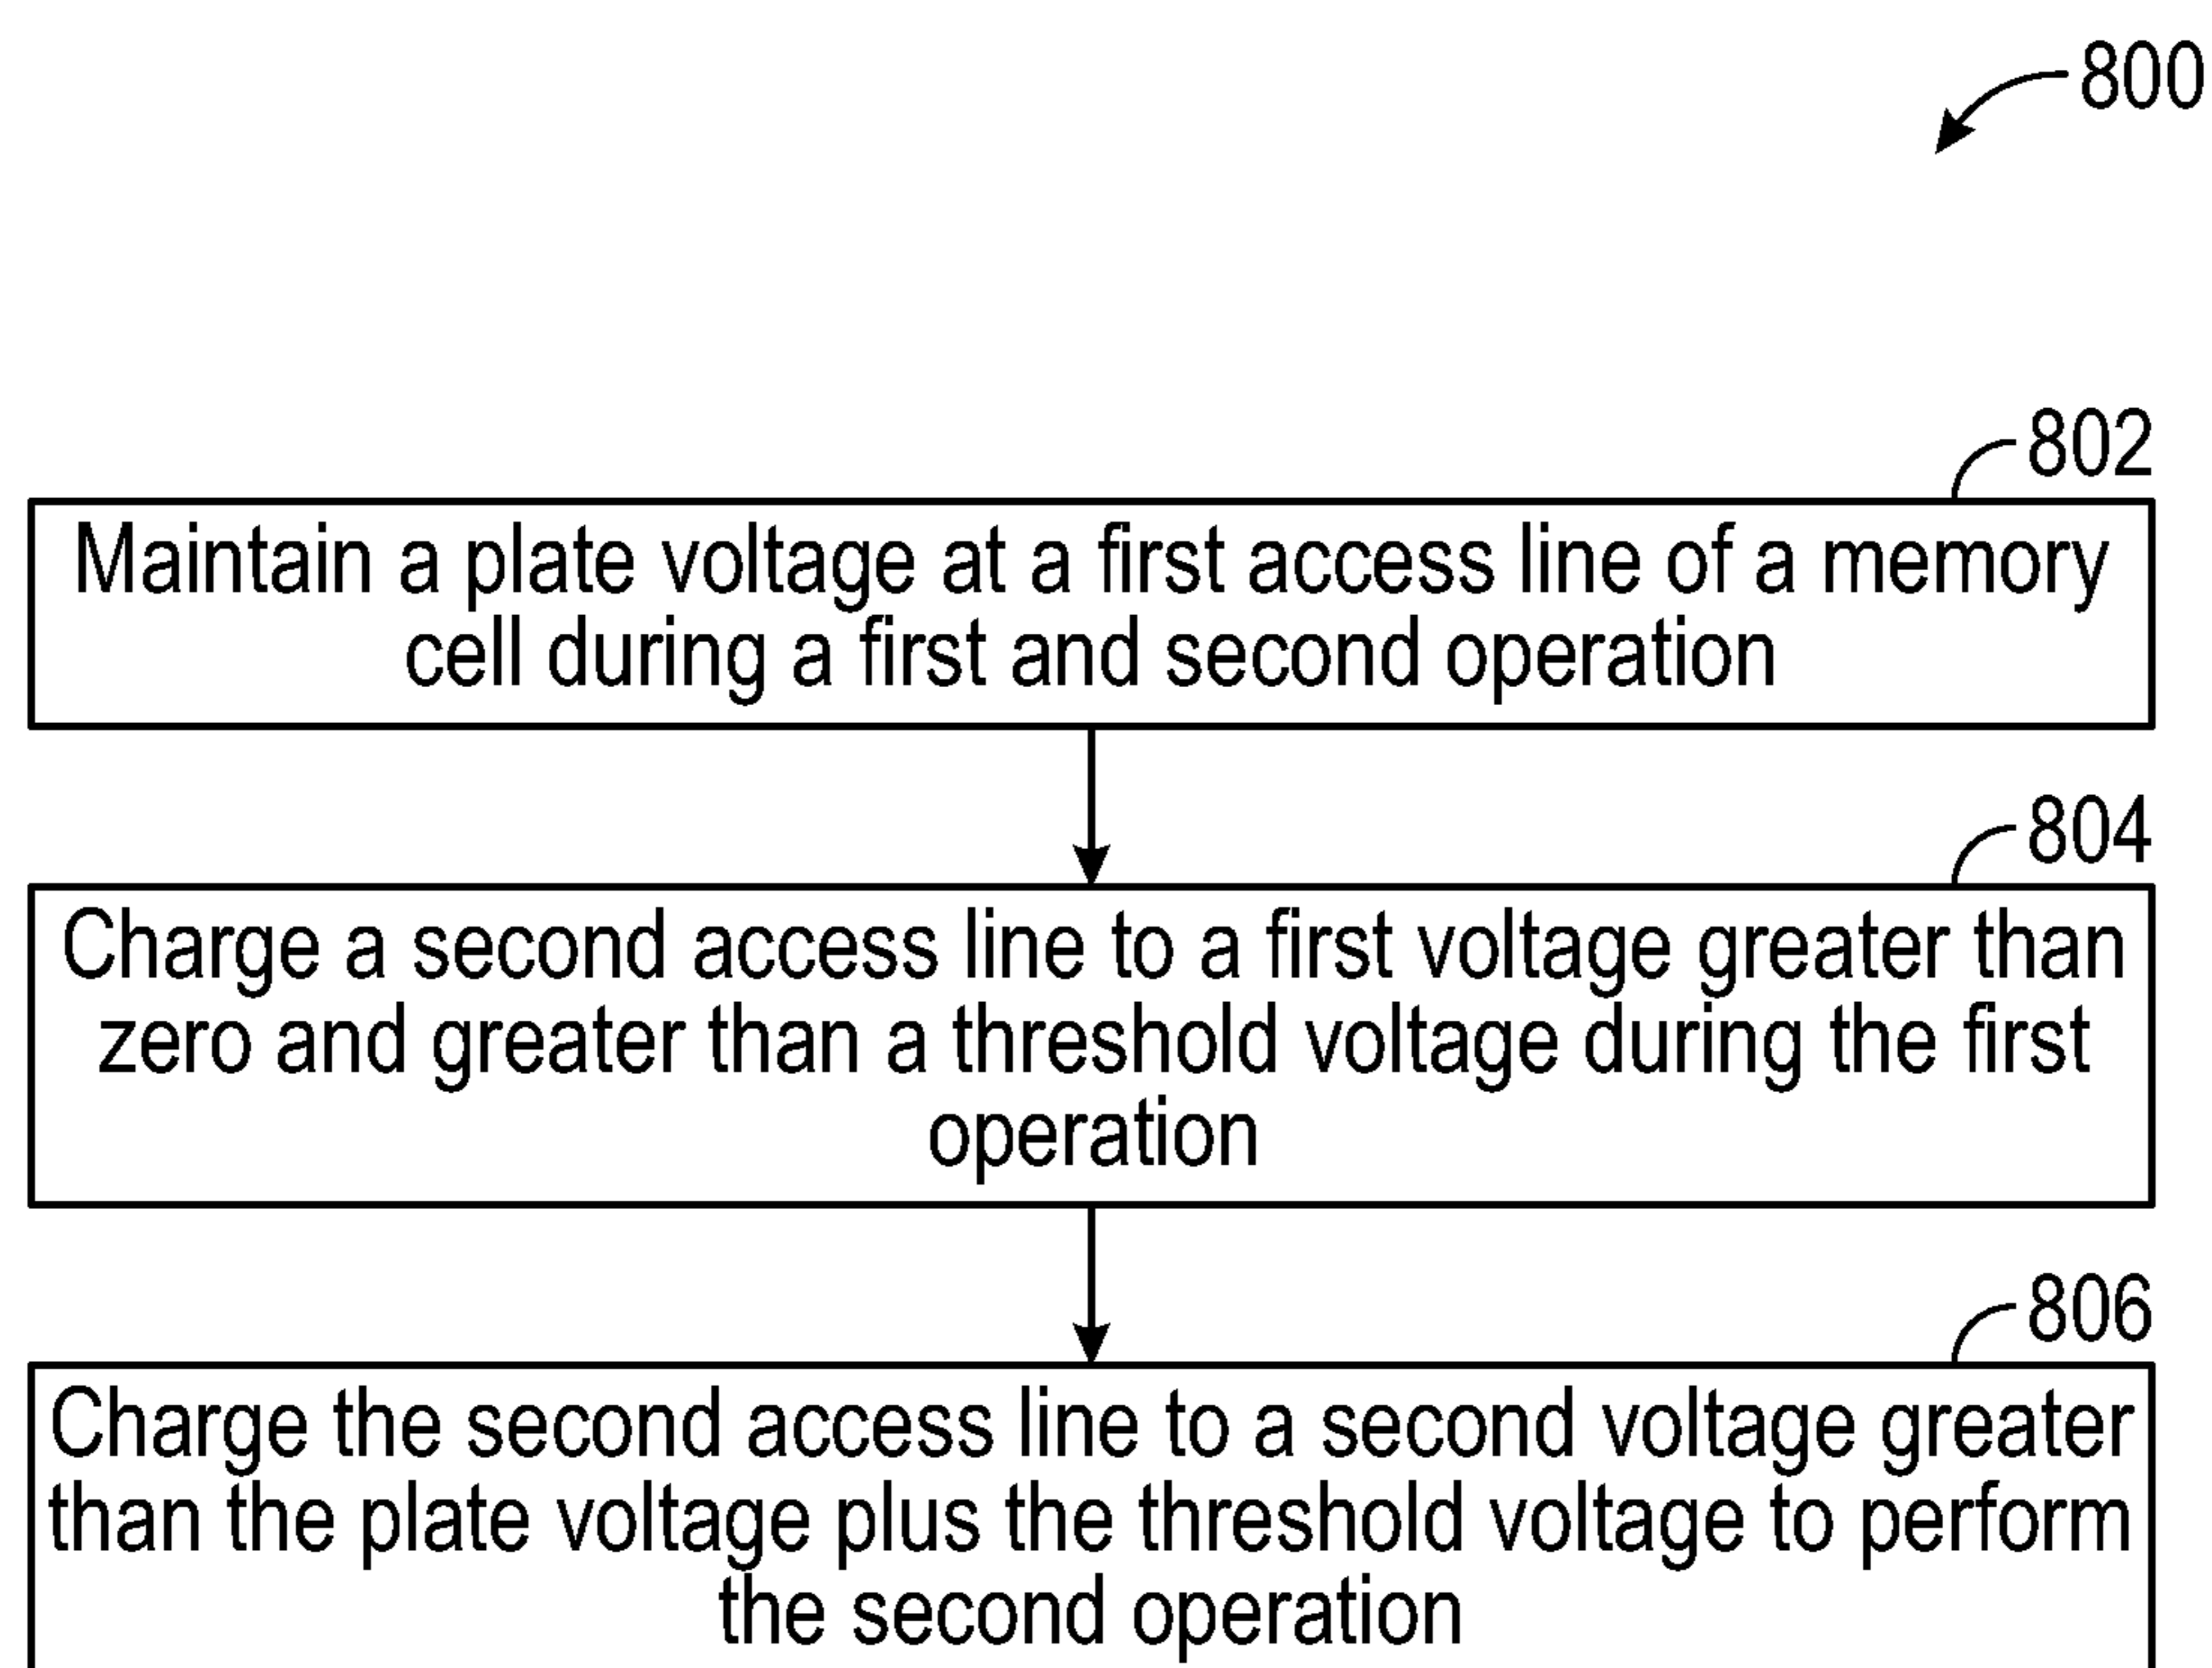 800
802
Maintain a plate voltage at a first access line of a memory
cell during a first and second operation
804
Charge a second access line to a first voltage greater than
zero and greater than a threshold voltage during the first
operation
806
Charge the second access line to a second voltage greater
than the plate voltage plus the threshold voltage to perform
the second operation